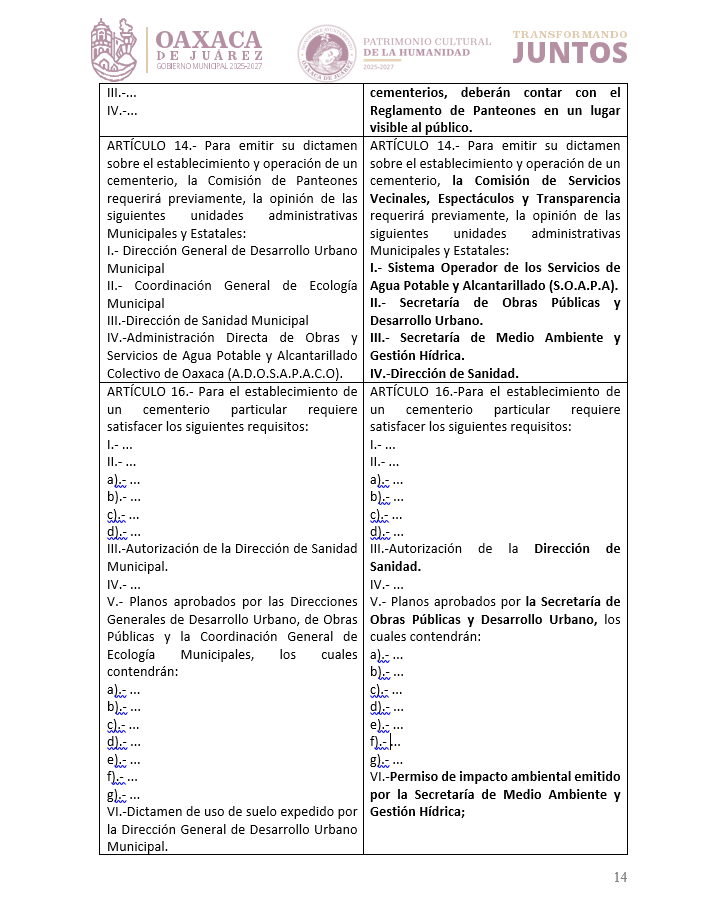 OAXACA
DE JUÁREZ
GOBIERNO MUNICIPAL 2025-2027
PATRIMONIO CULTURAL
DE LA HUMANIDAD
2025-2027
TRANSFORMANDO
JUNTOS
III.-...
IV.-...
cementerios, deberán contar con el
Reglamento de Panteones en un lugar
visible al público.
ARTÍCULO 14.- Para emitir su dictamen
sobre el establecimiento y operación de un
cementerio, la Comisión de Panteones
requerirá previamente, la opinión de las
siguientes unidades administrativas
Municipales y Estatales:
I.- Dirección General de Desarrollo Urbano
Municipal
II.- Coordinación General de Ecología
Municipal
III.-Dirección de Sanidad Municipal
IV.-Administración Directa de Obras y
Servicios de Agua Potable y Alcantarillado
Colectivo de Oaxaca (A.D.O.S.A.P.A.C.O).
ARTÍCULO 14.- Para emitir su dictamen
sobre el establecimiento y operación de un
cementerio, la Comisión de Servicios
Vecinales, Espectáculos y Transparencia
requerirá previamente, la opinión de las
siguientes unidades administrativas
Municipales y Estatales:
I.- Sistema Operador de los Servicios de
Agua Potable y Alcantarillado (S.O.A.P.A).
II.- Secretaría de Obras Públicas y
Desarrollo Urbano.
III.- Secretaría de Medio Ambiente y
Gestión Hídrica.
IV.-Dirección de Sanidad.
ARTÍCULO 16.- Para el establecimiento de
un cementerio particular requiere
satisfacer los siguientes requisitos:
I.- ...
II.- ...
a).- ...
b).- ...
c).- ...
d).- ...
III.-Autorización de la Dirección de Sanidad
Municipal.
IV.- ...
V.- Planos aprobados por las Direcciones
Generales de Desarrollo Urbano, de Obras
Públicas y la Coordinación General de
Ecología Municipales, los cuales
contendrán:
a).- ...
b).- ...
c).- ...
d).- ...
e).- ...
f).- ...
g).- ...
VI.-Dictamen de uso de suelo expedido por
la Dirección General de Desarrollo Urbano
Municipal.
ARTÍCULO 16.-Para el establecimiento de
un cementerio particular requiere
satisfacer los siguientes requisitos:
I.- ...
II.- ...
a).- ...
b).- ...
c).- ...
d).- ...
III.-Autorización de la Dirección de
Sanidad.
IV.- ...
V.- Planos aprobados por la Secretaría de
Obras Públicas y Desarrollo Urbano, los
cuales contendrán:
a).- ...
b).- ...
c).- ...
d).- ...
e).- ...
f).- ...
g).- ...
VI.-Permiso de impacto ambiental emitido
por la Secretaría de Medio Ambiente y
Gestión Hídrica;
14